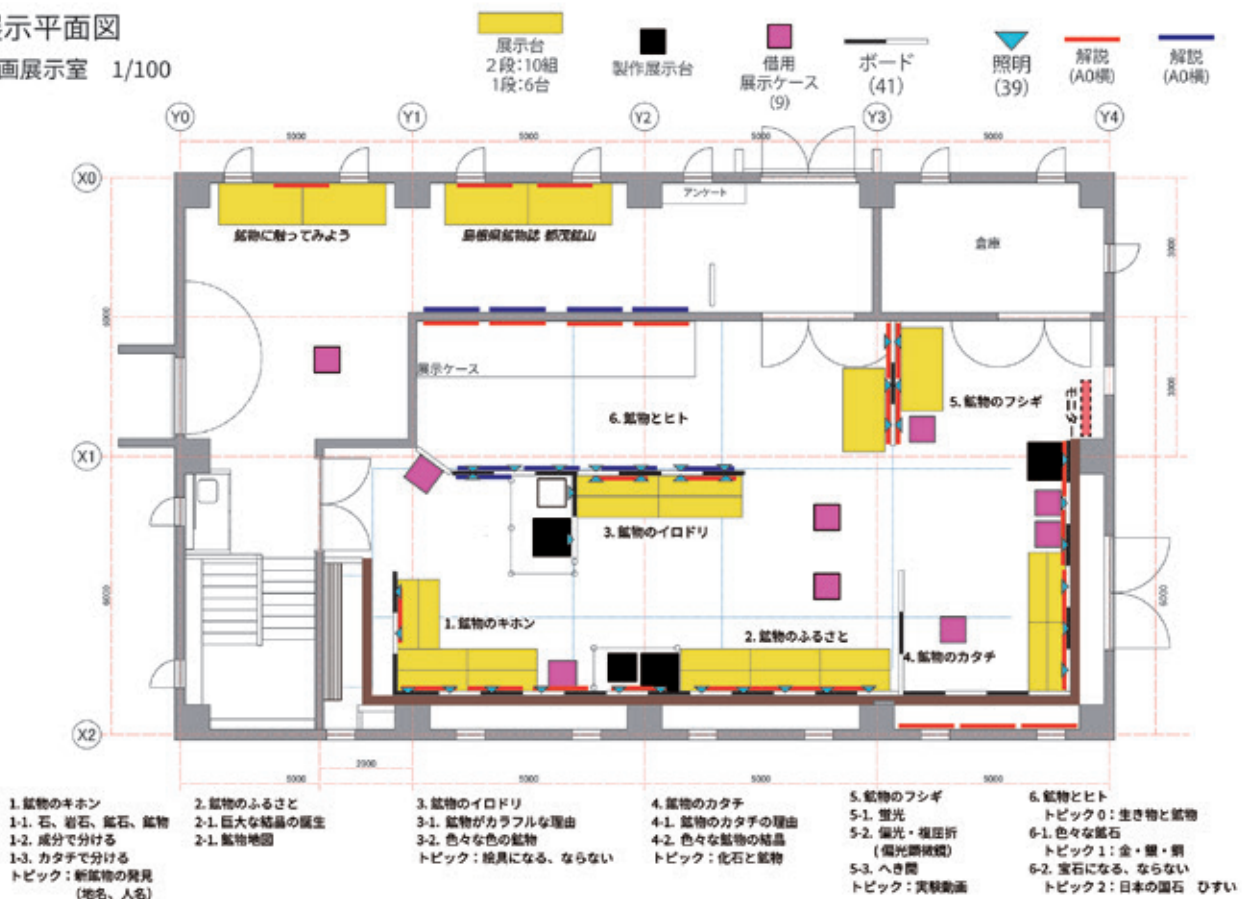 展示平面図
画展示室 1/100
展示台
2段:10組
1段:6台
製作展示台
借用
展示ケース
(9)
ボード
(41)
照明
(39)
解説
(A0横)
解説
(A0横)
Y0
Y1
Y2
Y3
Y4
5000
5000
5000
5000
X0
アンケート
鉱物に触ってみよう
島根県鉱物誌 都茂鉱山
倉庫
3000
6000
展示ケース
6. 鉱物とヒト
5. 鉱物のフシギ
モニター
3000
X1
3. 鉱物のイロドリ
6000
6000
1. 鉱物のキホン
2. 鉱物のふるさと
4. 鉱物のカタチ
X2
2000
5000
5000
5000
5000
1. 鉱物のキホン
1-1. 石、岩石、鉱石、鉱物
1-2. 成分で分ける
1-3. カタチで分ける
トピック：新鉱物の発見
(地名、人名)
2. 鉱物のふるさと
2-1. 巨大な結晶の誕生
2-1. 鉱物地図
3. 鉱物のイロドリ
3-1. 鉱物がカラフルな理由
3-2. 色々な色の鉱物
トピック：絵具になる、ならない
4. 鉱物のカタチ
4-1. 鉱物のカタチの理由
4-2. 色々な鉱物の結晶
トピック：化石と鉱物
5. 鉱物のフシギ
5-1. 蛍光
5-2. 偏光・複屈折
(偏光顕微鏡)
5-3. へき開
トピック：実験動画
6. 鉱物とヒト
トピック0：生き物と鉱物
6-1. 色々な鉱石
トピック1：金・銀・銅
6-2. 宝石になる、ならない
トピック2：日本の国石 ひすい